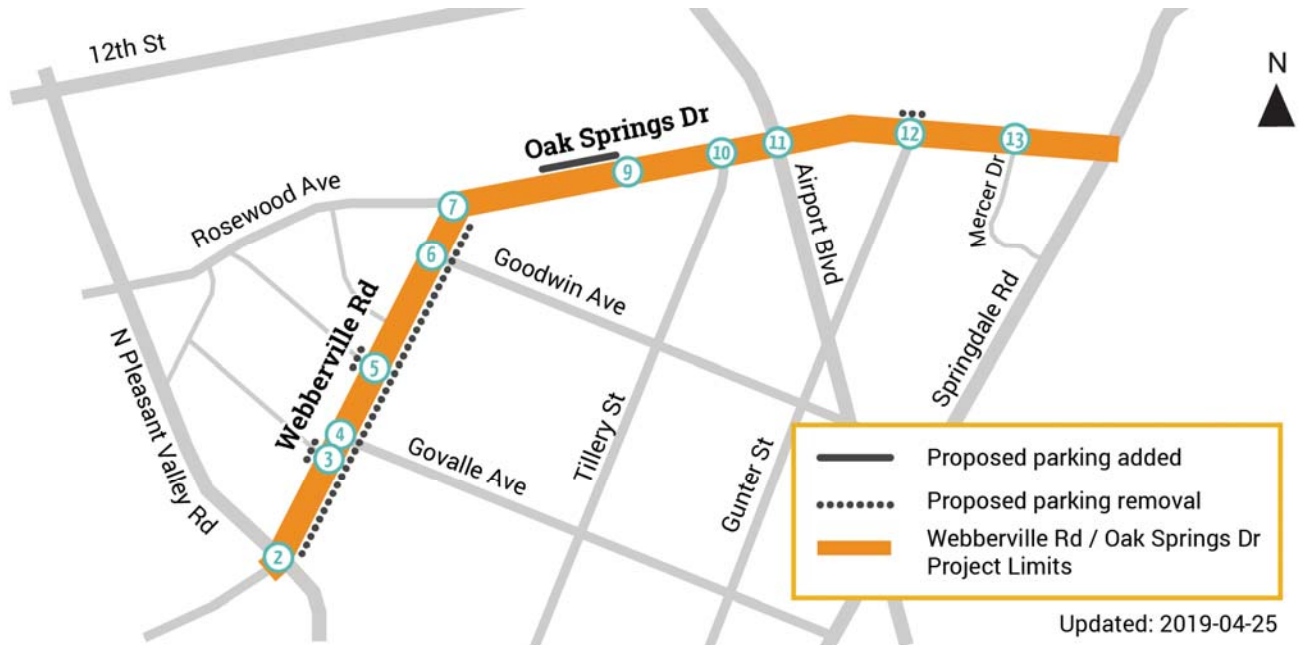 12th St
N
Oak Springs Dr
12
13
11
10
9
Rosewood Ave
7
Mercer Dr
Airport Blvd
6
Goodwin Ave
Webberville Rd
N Pleasant Valley Rd
5
Springdale Rd
Tillery St
4
3
Govalle Ave
Gunter St
2
Proposed parking added
Proposed parking removal
Webberville Rd / Oak Springs Dr
Project Limits
Updated: 2019-04-25